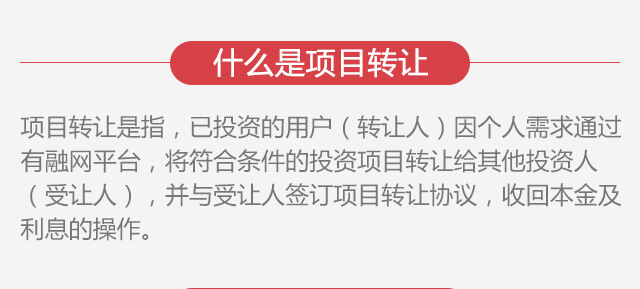 什么是项目转让
项目转让是指，已投资的用户（转让人）因个人需求通过
有融网平台，将符合条件的投资项目转让给其他投资人
（受让人），并与受让人签订项目转让协议，收回本金及
利息的操作。